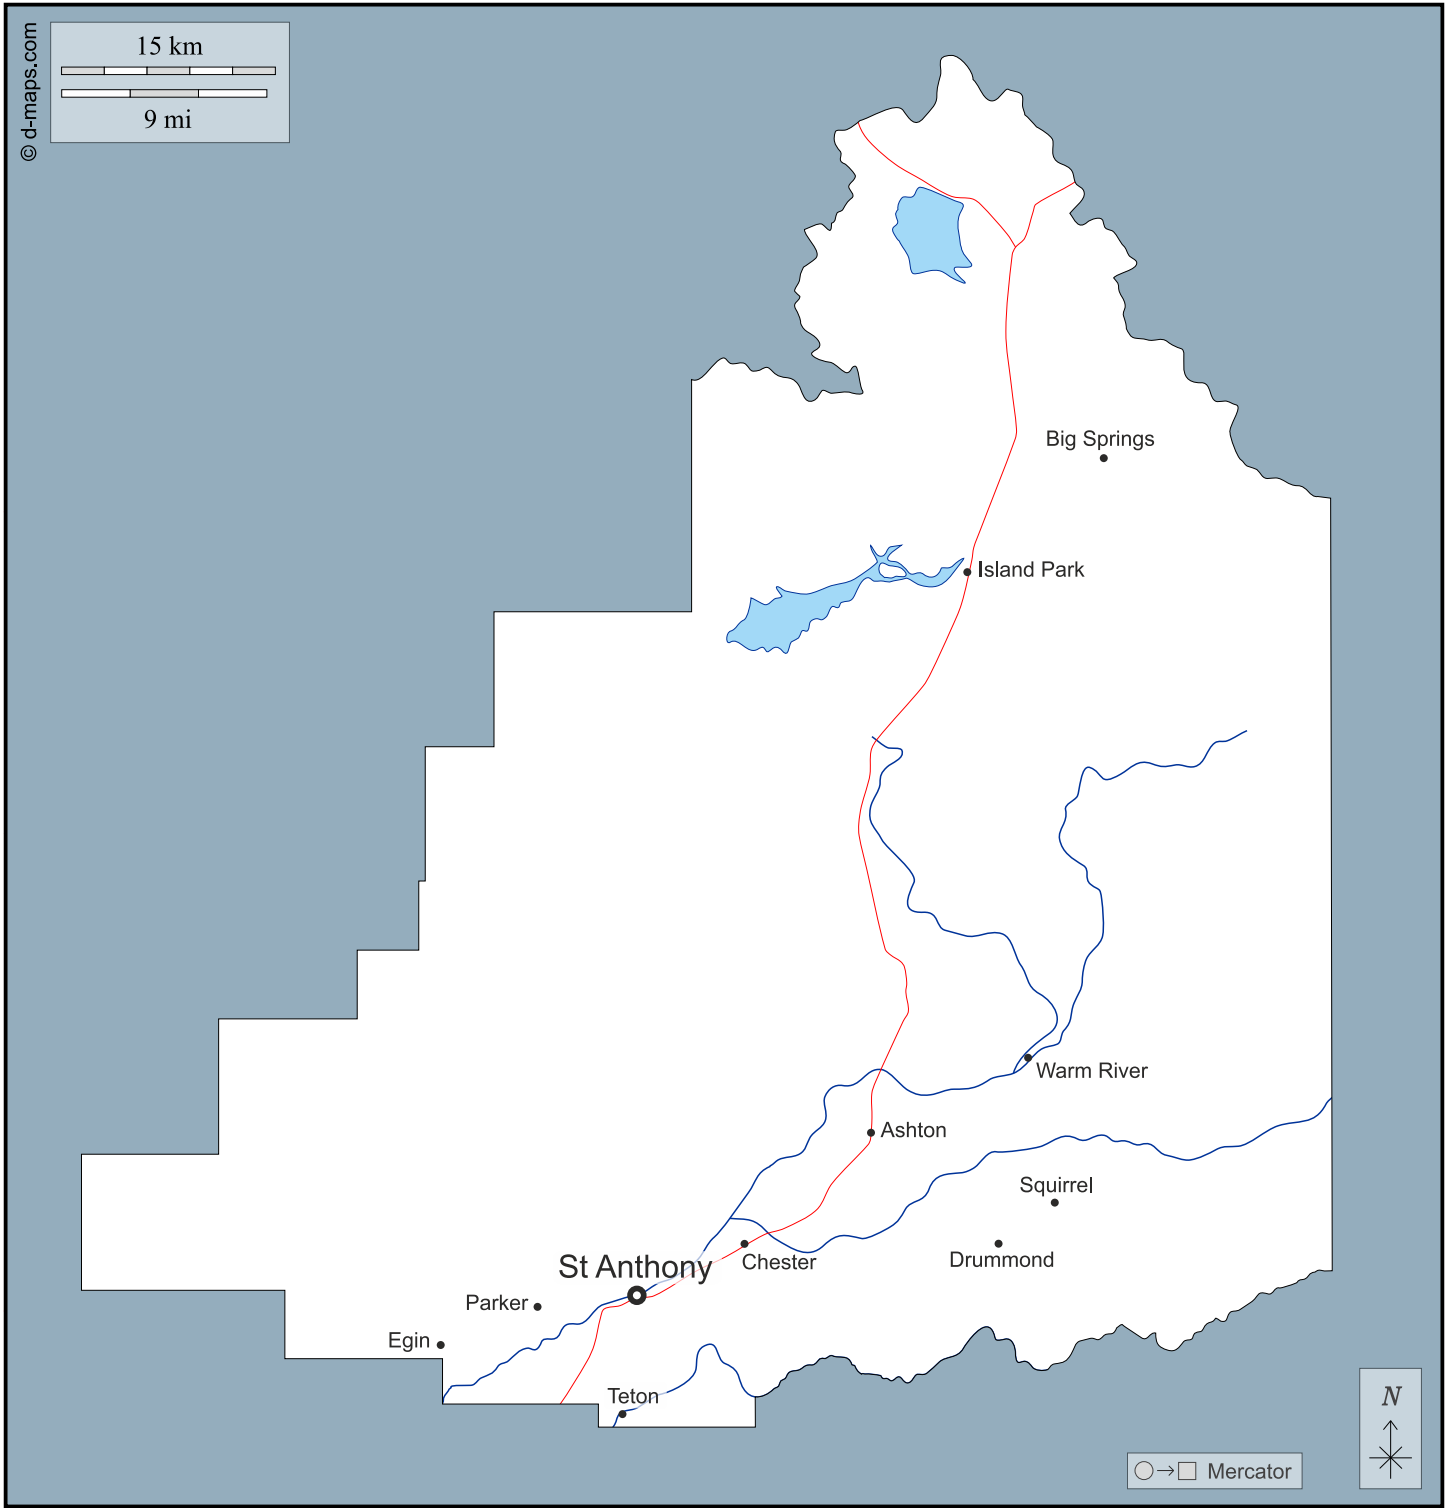 © d-maps.com
15 km
9 mi
Big Springs
Island Park
Warm River
Ashton
Squirrel
Drummond
Chester
St Anthony
Parker
Egin
Teton
N
Mercator